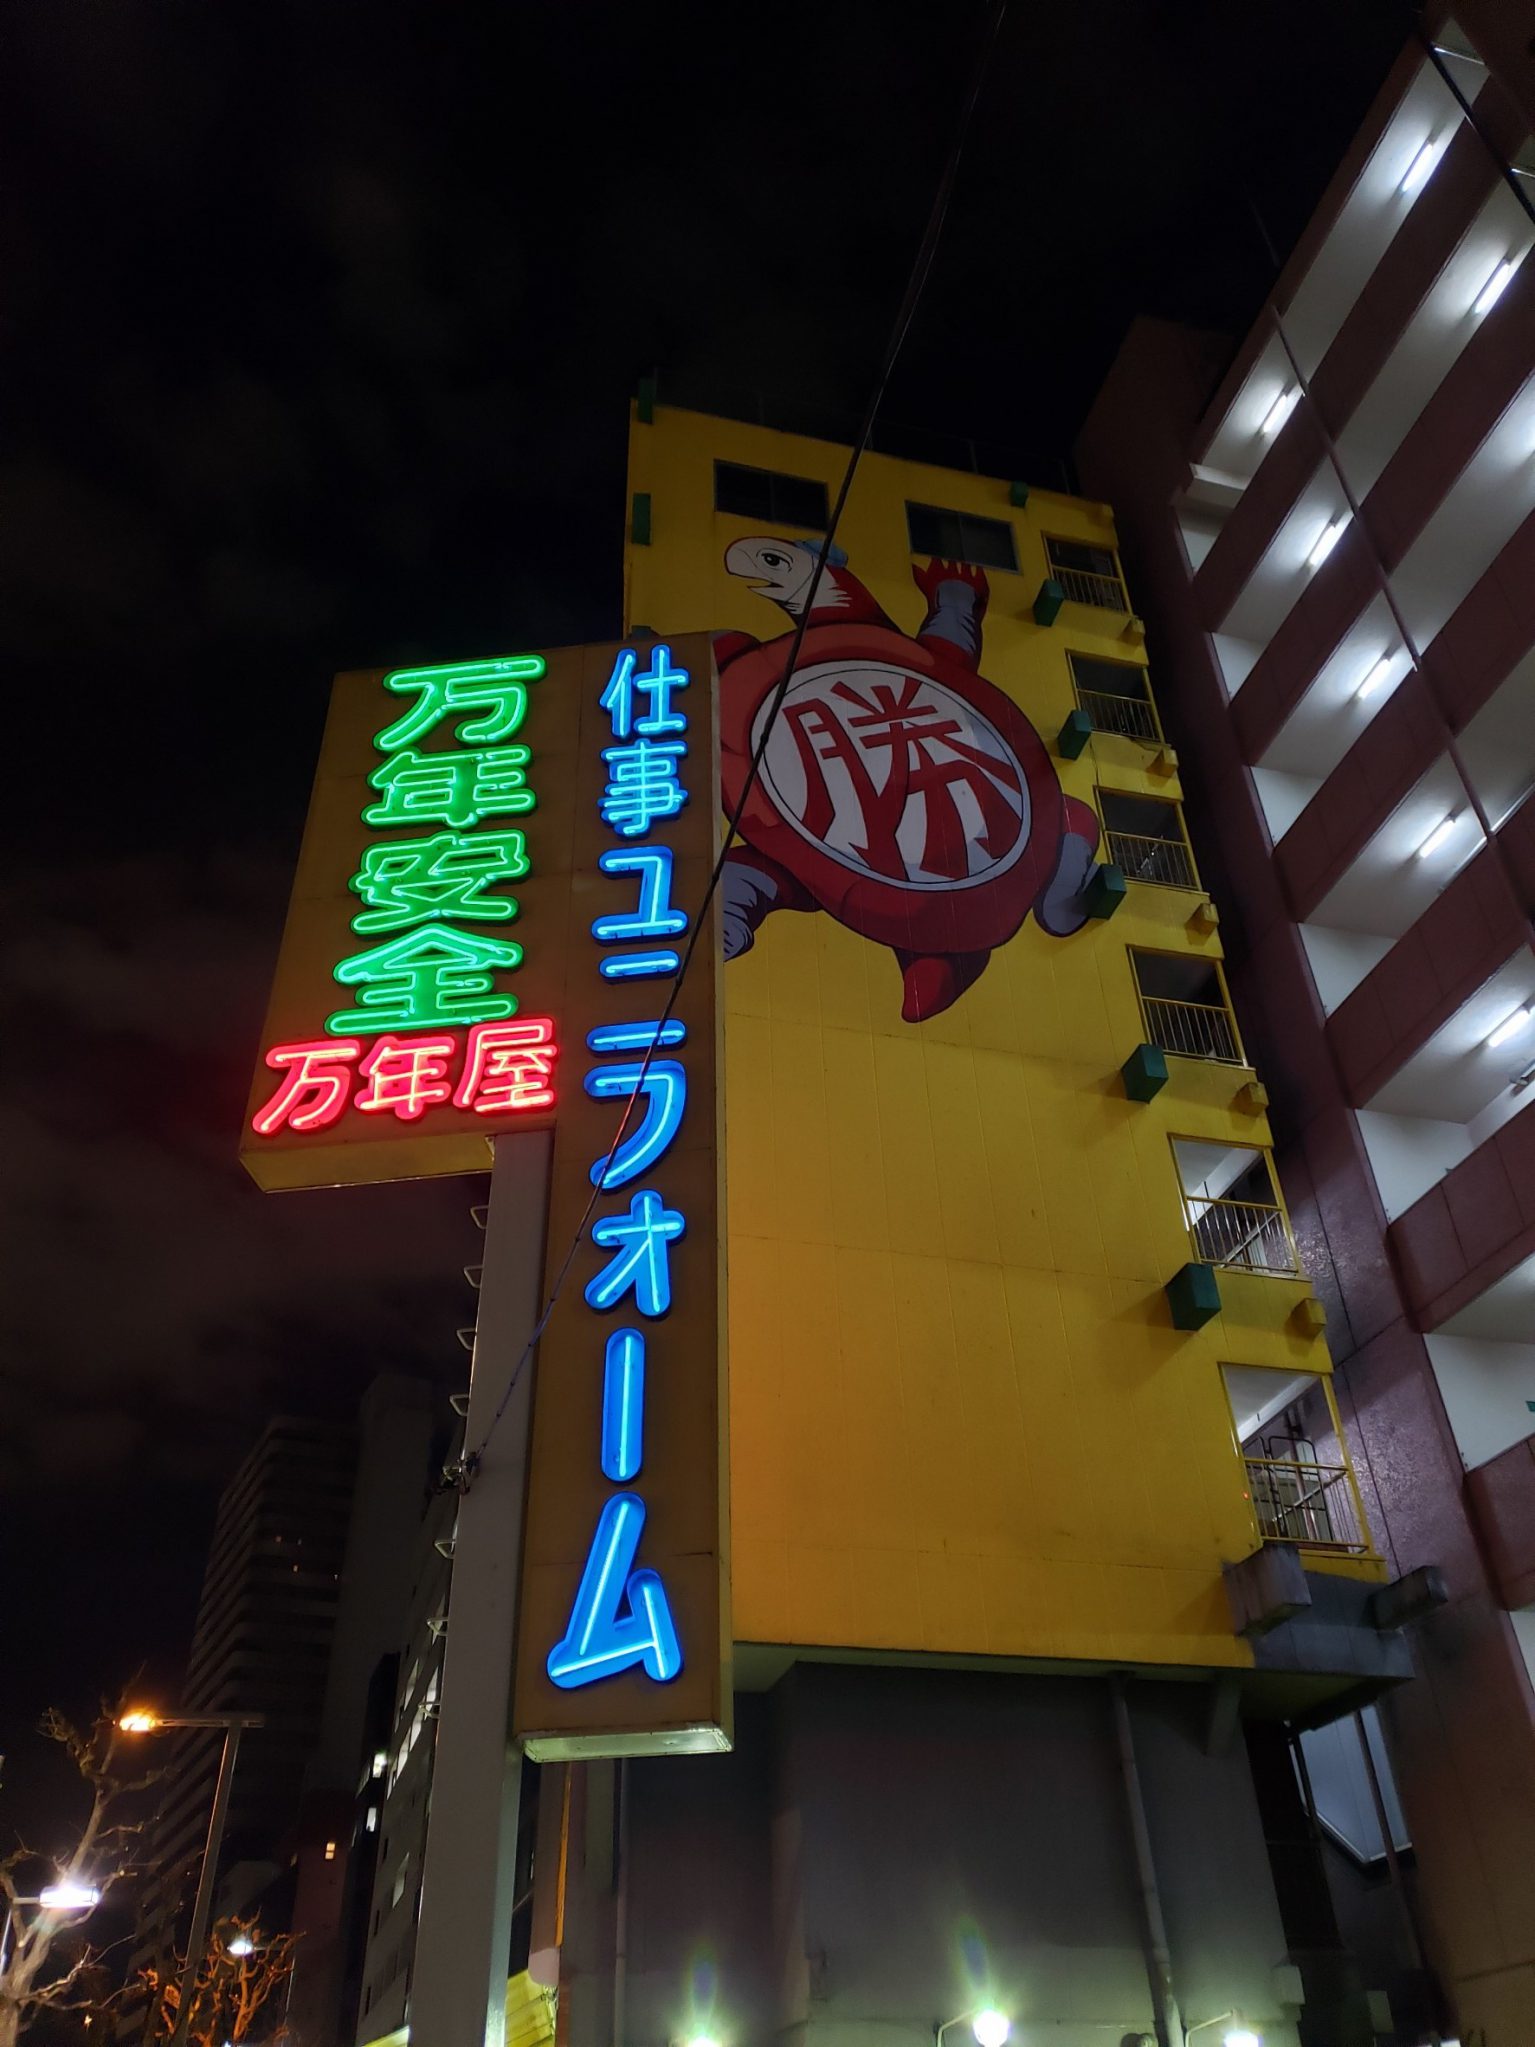 仕事ユニフォーム
万年安全
万年屋
勝